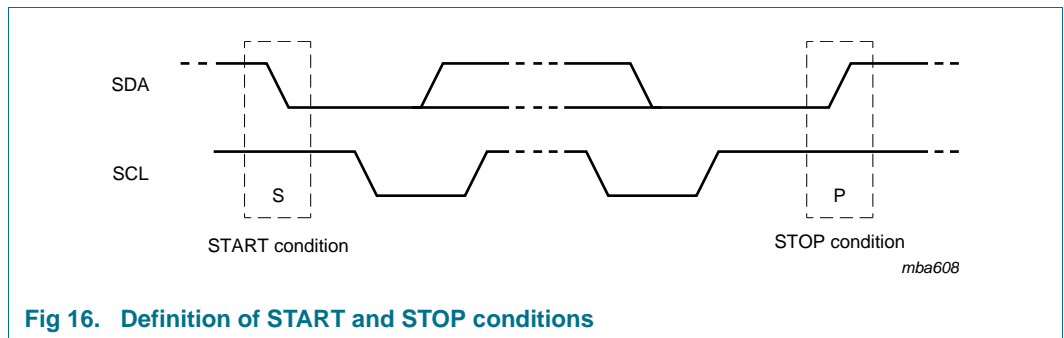 SDA
SCL
S
P
START condition
STOP condition
mba608
Fig 16. Definition of START and STOP conditions